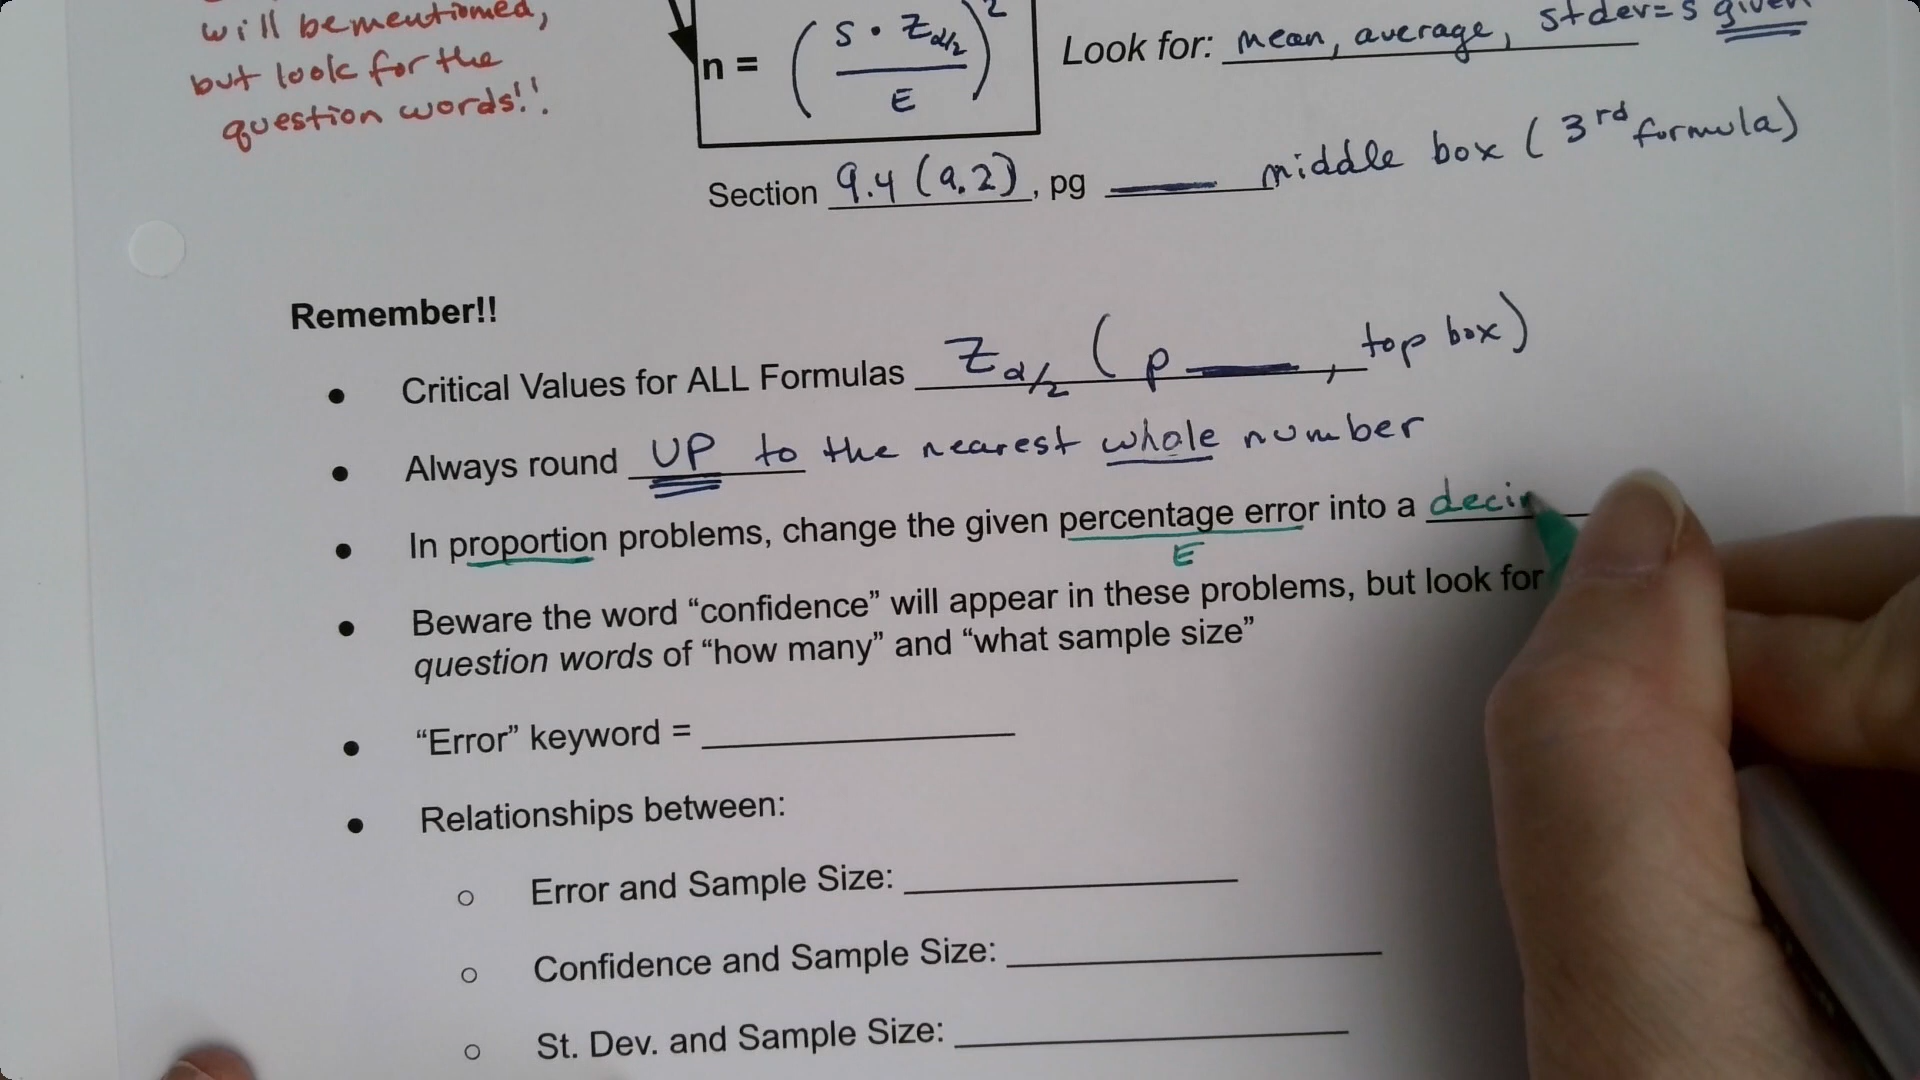 will be mentioned,
but look for the
question words!!
n = (s · Zα/2 / E)²
Look for: mean, average, stdev=s given
Section 9.4 (9.2), pg middle box (3rd formula)
Remember!!
● Critical Values for ALL Formulas Zα/2 (p , top box)
● Always round UP to the nearest whole number
● In proportion problems, change the given percentage error into a decim
E
● Beware the word “confidence” will appear in these problems, but look for
question words of “how many” and “what sample size”
● “Error” keyword =
● Relationships between:
○ Error and Sample Size:
○ Confidence and Sample Size:
○ St. Dev. and Sample Size: